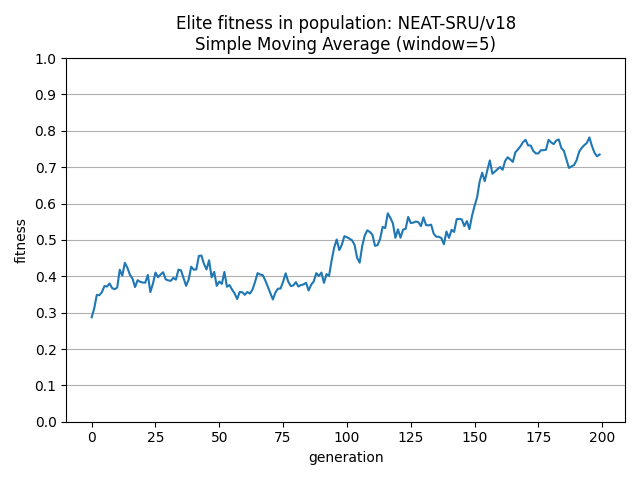 Elite fitness in population: NEAT-SRU/v18
Simple Moving Average (window=5)
1.0
0.9
0.8
0.7
0.6
0.5
0.4
0.3
0.2
0.1
0.0
fitness
0 25 50 75 100 125 150 175 200
generation